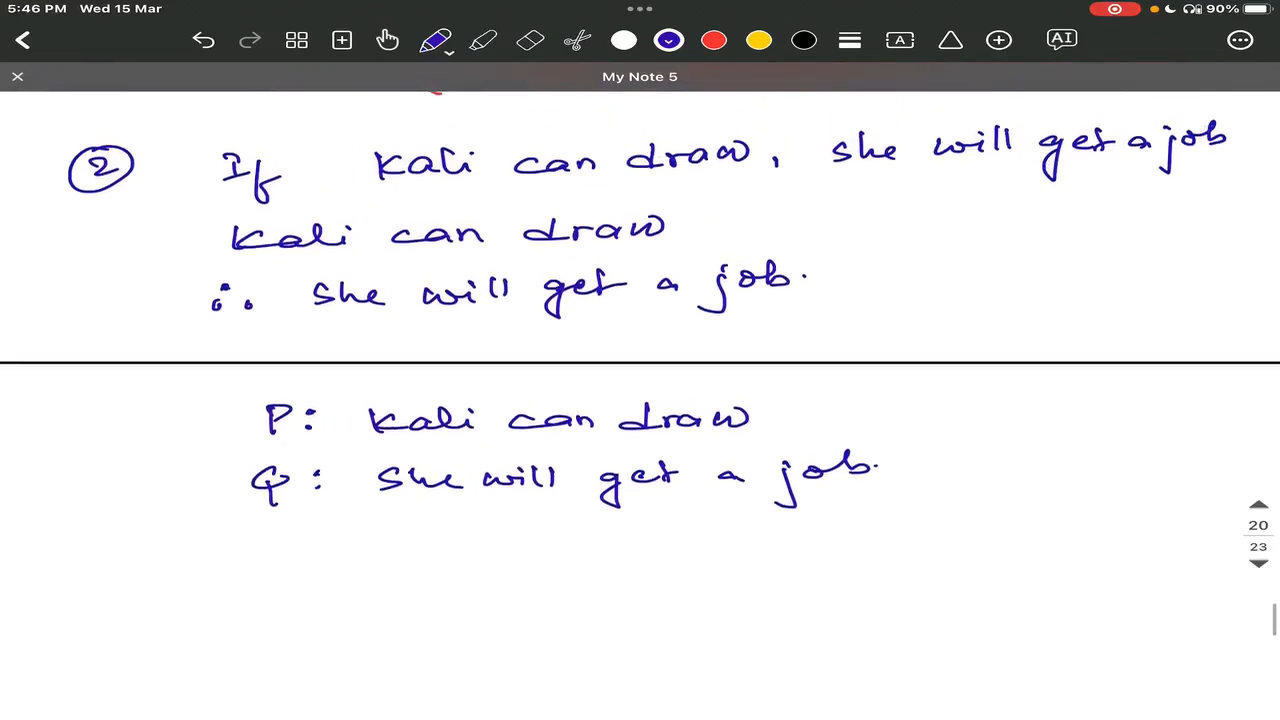 5:46 PM Wed 15 Mar
90%
A
AI
My Note 5
② If Kali can draw, she will get a job
Kali can draw
∴ she will get a job.
P: Kali can draw
Q: She will get a job.
20
23